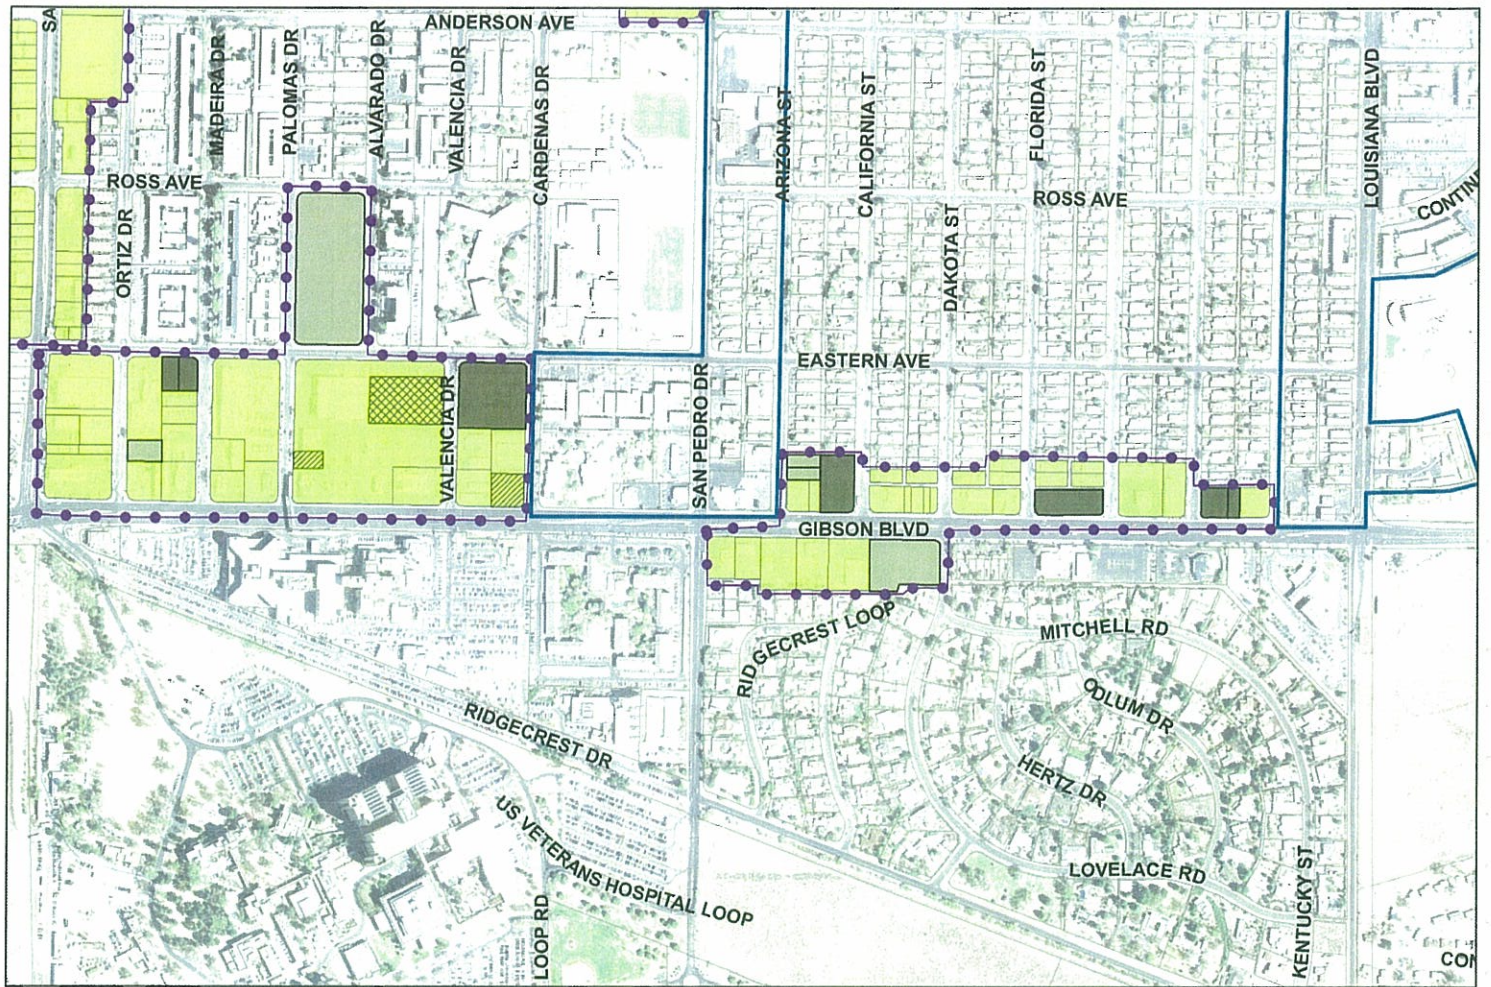 SA
ANDERSON AVE
MADEIRA DR
PALOMAS DR
ALVARADO DR
VALENCIA DR
CARDENAS DR
ARIZONA ST
CALIFORNIA ST
FLORIDA ST
LOUISIANA BLVD
ROSS AVE
ROSS AVE
CONTIN
ORTIZ DR
DAKOTA ST
EASTERN AVE
VALENCIA DR
SAN PEDRO DR
GIBSON BLVD
RIDGECREST LOOP
MITCHELL RD
ODLUM DR
RIDGECREST DR
HERTZ DR
US VETERANS HOSPITAL LOOP
LOVELACE RD
LOOP RD
KENTUCKY ST
CON